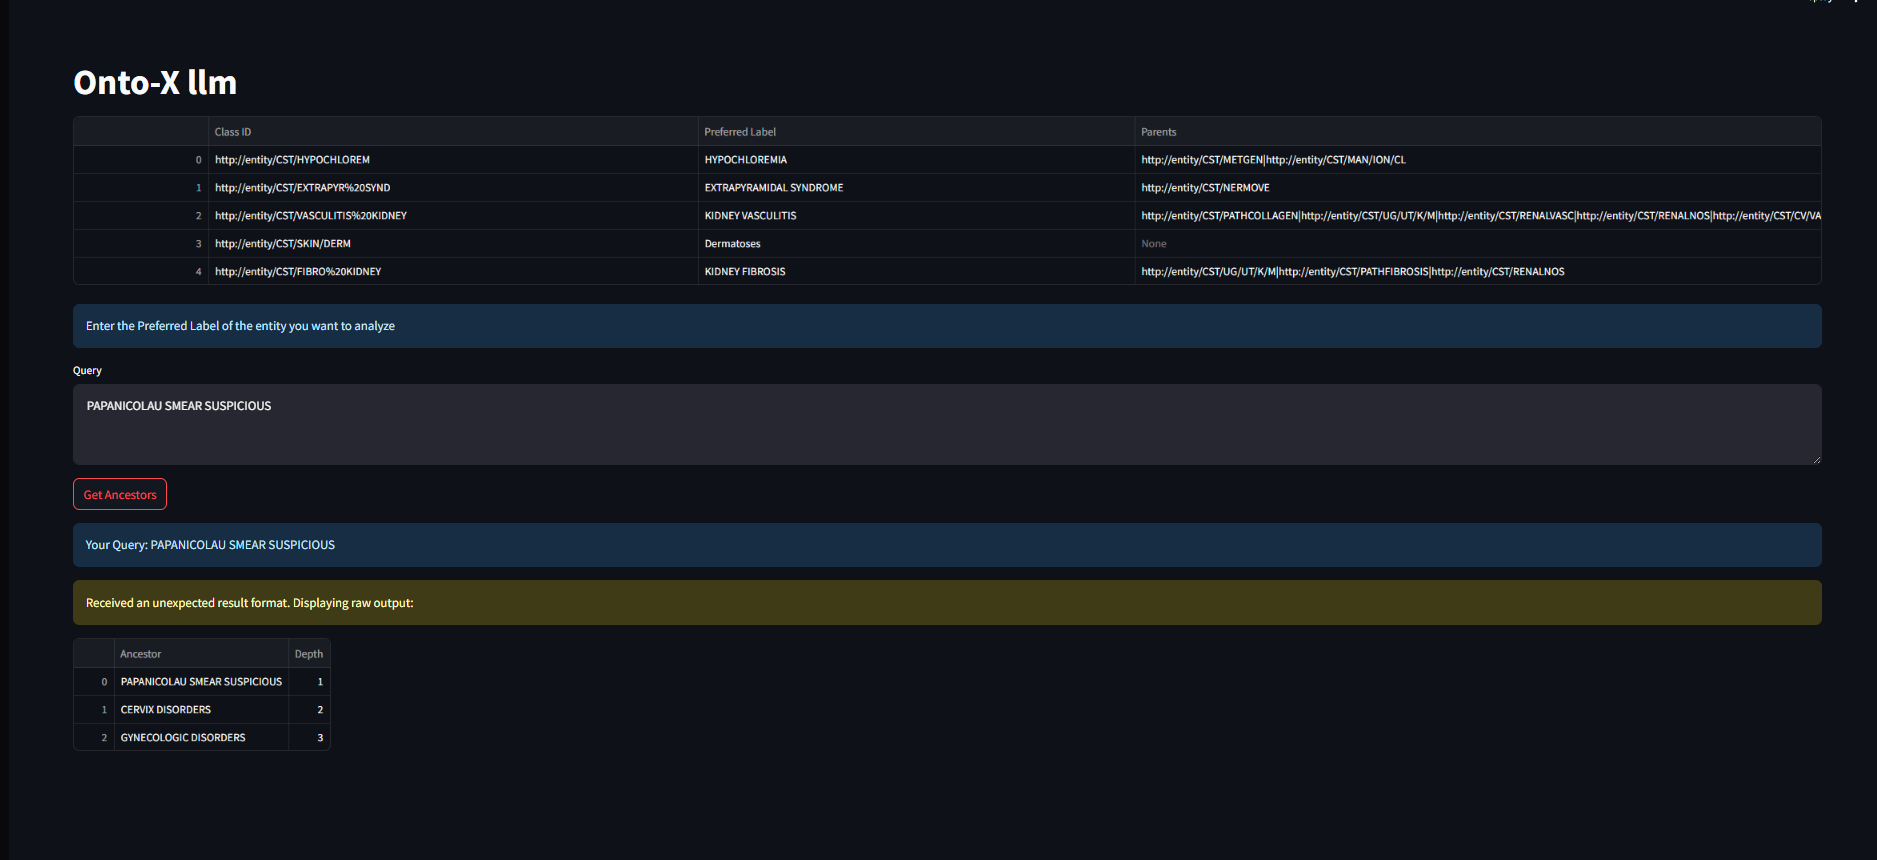 Onto-X llm
Class ID Preferred Label Parents
0 http://entity/CST/HYPOCHLOREM HYPOCHLOREMIA http://entity/CST/METGEN|http://entity/CST/MAN/ION/CL
1 http://entity/CST/EXTRAPYR%20SYND EXTRAPYRAMIDAL SYNDROME http://entity/CST/NERMOVE
2 http://entity/CST/VASCULITIS%20KIDNEY KIDNEY VASCULITIS http://entity/CST/PATHCOLLAGEN|http://entity/CST/UG/UT/K/M|http://entity/CST/RENALVASC|http://entity/CST/RENALNOS|http://entity/CST/CV/VA
3 http://entity/CST/SKIN/DERM Dermatoses None
4 http://entity/CST/FIBRO%20KIDNEY KIDNEY FIBROSIS http://entity/CST/UG/UT/K/M|http://entity/CST/PATHFIBROSIS|http://entity/CST/RENALNOS
Enter the Preferred Label of the entity you want to analyze
Query
PAPANICOLAU SMEAR SUSPICIOUS
Get Ancestors
Your Query: PAPANICOLAU SMEAR SUSPICIOUS
Received an unexpected result format. Displaying raw output:
Ancestor Depth
0 PAPANICOLAU SMEAR SUSPICIOUS 1
1 CERVIX DISORDERS 2
2 GYNECOLOGIC DISORDERS 3